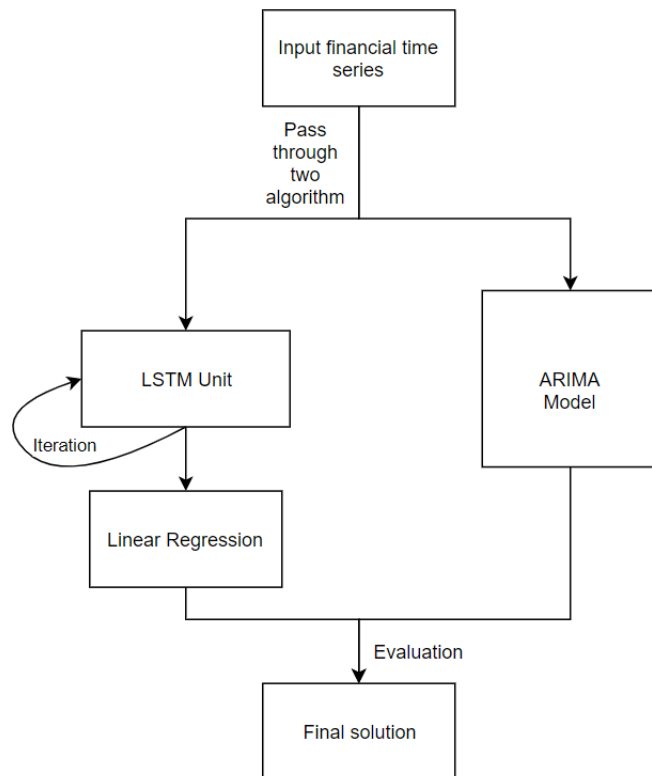 Input financial time
series
Pass
through
two
algorithm
LSTM Unit
ARIMA
Model
Iteration
Linear Regression
Evaluation
Final solution